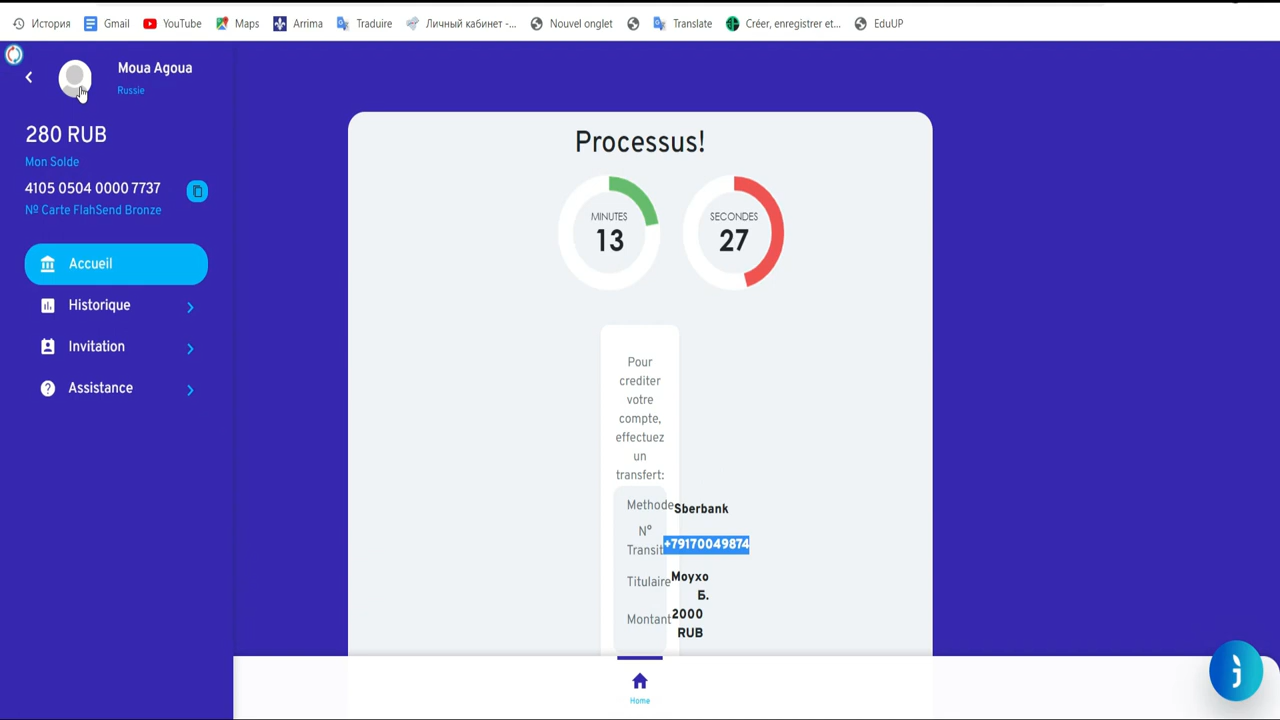 История Gmail YouTube Maps Arrima Traduire Личный кабинет -... Nouvel onglet Translate Créer, enregistrer et... EduUP
Moua Agoua
Russie
280 RUB
Mon Solde
4105 0504 0000 7737
Nº Carte FlahSend Bronze
Accueil
Historique
Invitation
Assistance
Processus!
MINUTES
13
SECONDES
27
Pour
crediter
votre
compte,
effectuez
un
transfert:
Methode Sberbank
N°
Transit +79170049874
Titulaire Моухо
Б.
Montant 2000
RUB
Home